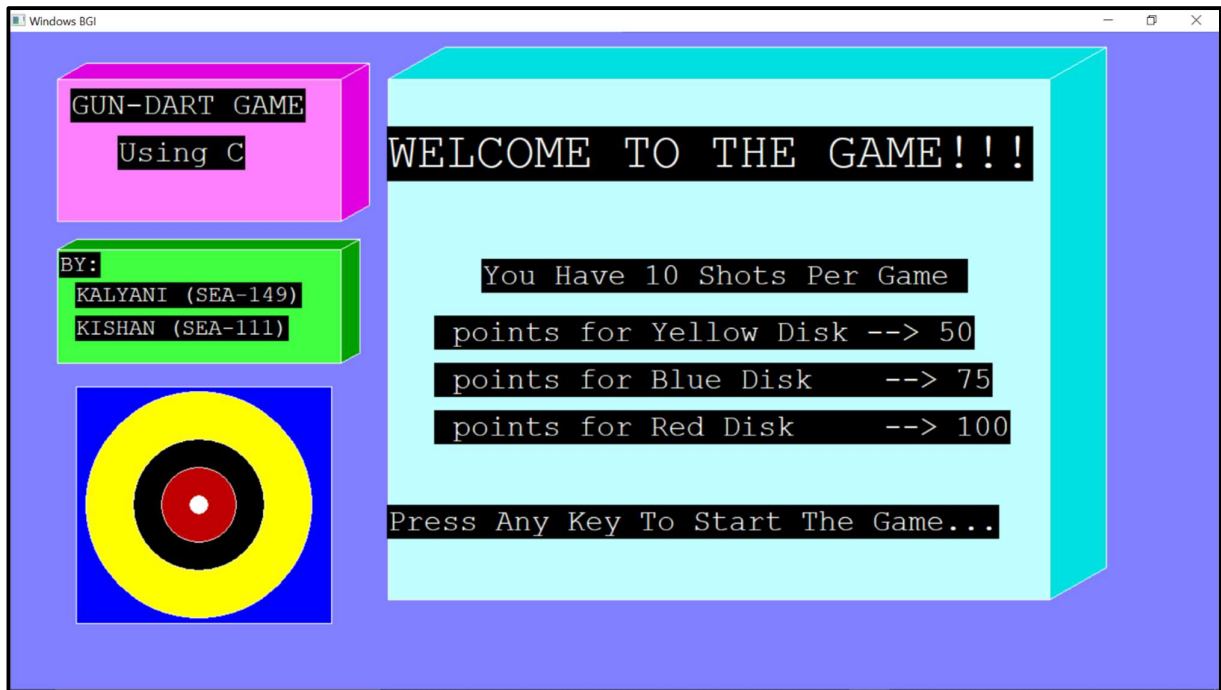 Windows BGI
GUN-DART GAME
Using C
BY:
KALYANI (SEA-149)
KISHAN (SEA-111)
WELCOME TO THE GAME!!!
You Have 10 Shots Per Game
points for Yellow Disk --> 50
points for Blue Disk --> 75
points for Red Disk --> 100
Press Any Key To Start The Game...